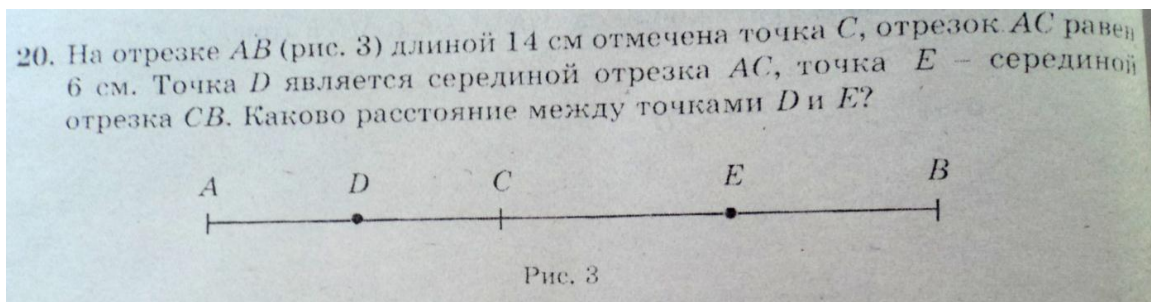 20. На отрезке AB (рис. 3) длиной 14 см отмечена точка C, отрезок AC равен
6 см. Точка D является серединой отрезка AC, точка E – серединой
отрезка CB. Каково расстояние между точками D и E?
A D C E B
Рис. 3